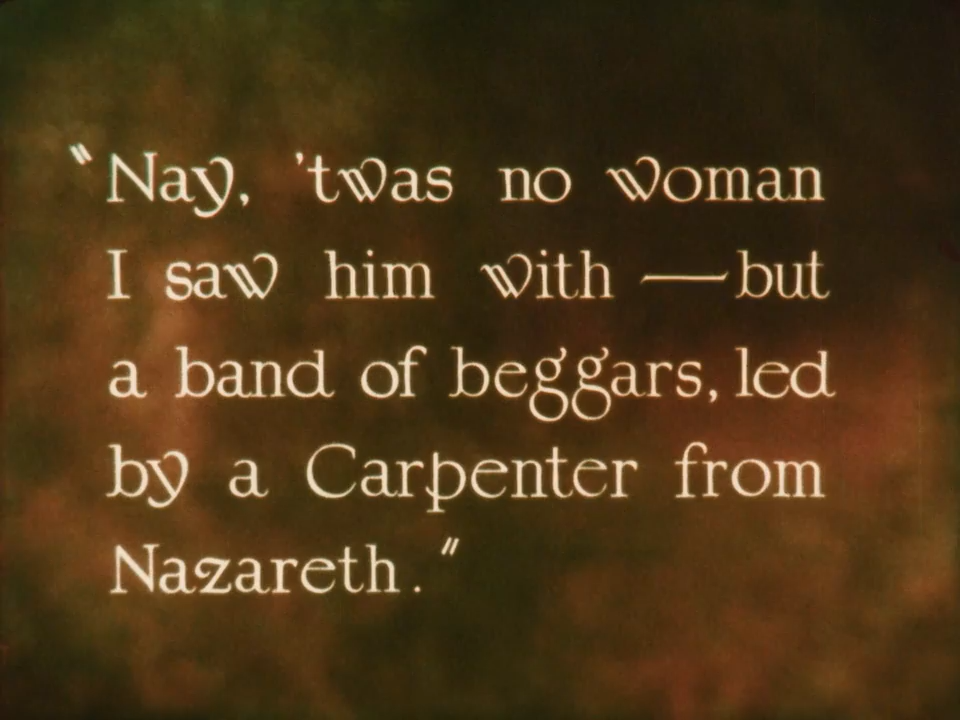 "Nay, 'twas no woman
I saw him with — but
a band of beggars, led
by a Carpenter from
Nazareth."